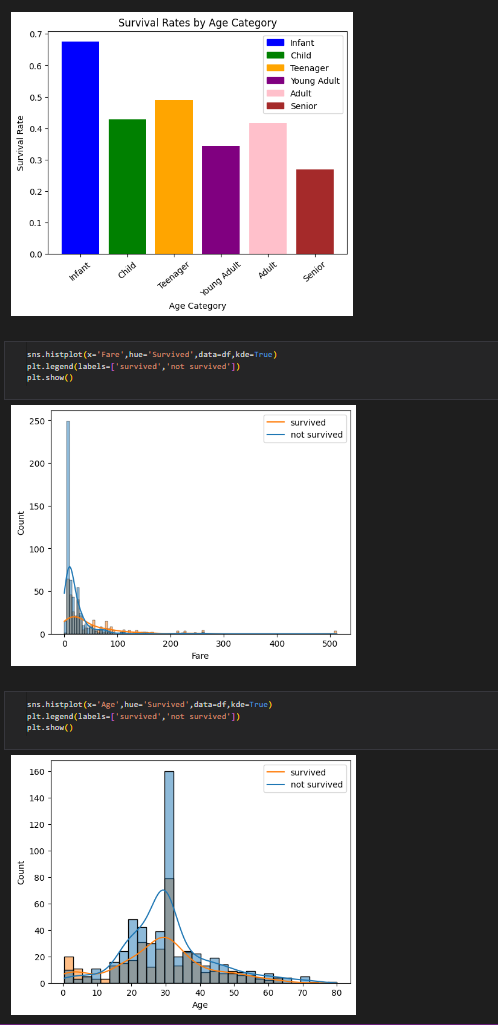 Survival Rates by Age Category
0.7
0.6
0.5
0.4
0.3
0.2
0.1
0.0
Survival Rate
Infant
Child
Teenager
Young Adult
Adult
Senior
Infant
Child
Teenager
Young Adult
Adult
Senior
Age Category
sns.histplot(x='Fare',hue='Survived',data=df,kde=True)
plt.legend(labels=['survived','not survived'])
plt.show()
250
200
150
100
50
0
Count
survived
not survived
0
100
200
300
400
500
Fare
sns.histplot(x='Age',hue='Survived',data=df,kde=True)
plt.legend(labels=['survived','not survived'])
plt.show()
160
140
120
100
80
60
40
20
0
Count
survived
not survived
0
10
20
30
40
50
60
70
80
Age